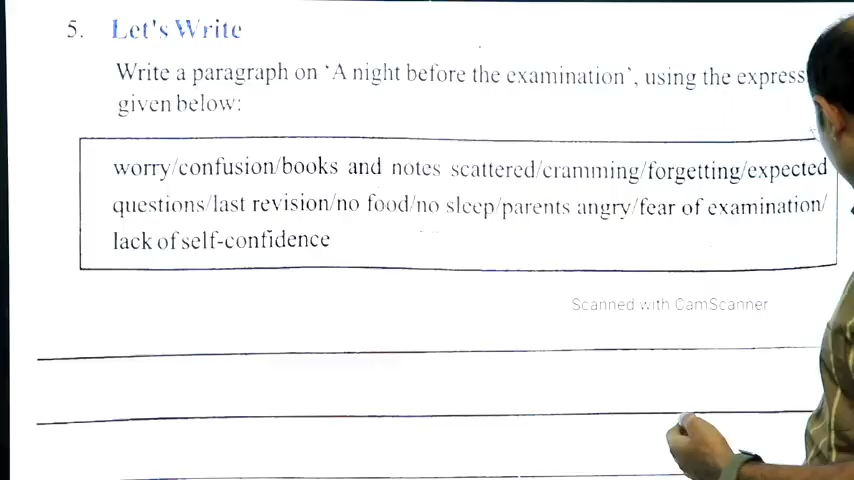 5. Let's Write
Write a paragraph on 'A night before the examination', using the express
given below:
worry/confusion/books and notes scattered/cramming/forgetting/expected
questions/last revision/no food/no sleep/parents angry/fear of examination/
lack of self-confidence
Scanned with CamScanner